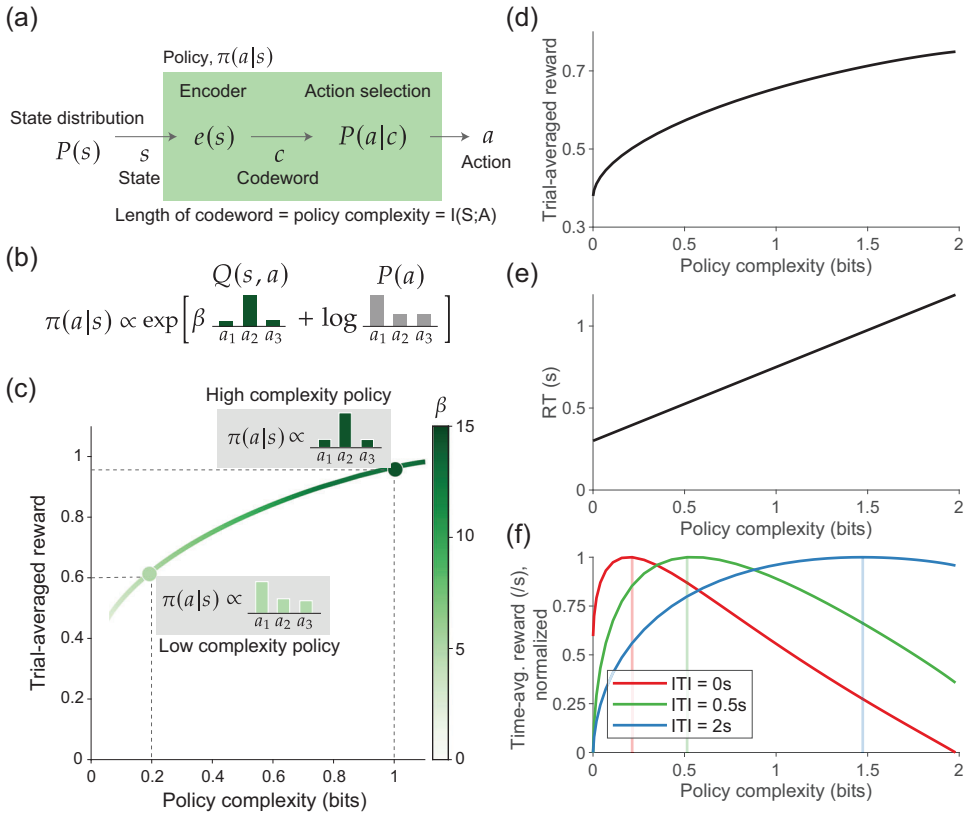 (a)
Policy, π(a|s)
Encoder
Action selection
State distribution
P(s)
s
State
e(s)
c
Codeword
P(a|c)
a
Action
Length of codeword = policy complexity = I(S;A)
(b)
Q(s, a)
P(a)
π(a|s) ∝ exp[β a₁ a₂ a₃ + log a₁ a₂ a₃ ]
(c)
High complexity policy
π(a|s) ∝
a₁ a₂ a₃
π(a|s) ∝
a₁ a₂ a₃
Low complexity policy
Trial-averaged reward
1
0.8
0.6
0.4
0.2
0
0
0.2
0.4
0.6
0.8
1
Policy complexity (bits)
β
15
10
5
0
(d)
Trial-averaged reward
0.7
0.5
0.3
0
0.5
1
1.5
2
Policy complexity (bits)
(e)
RT (s)
1
0.5
0
0
0.5
1
1.5
2
Policy complexity (bits)
(f)
Time-avg. reward (/s),
normalized
1
0.75
0.5
0.25
0
ITI = 0s
ITI = 0.5s
ITI = 2s
0
0.5
1
1.5
2
Policy complexity (bits)